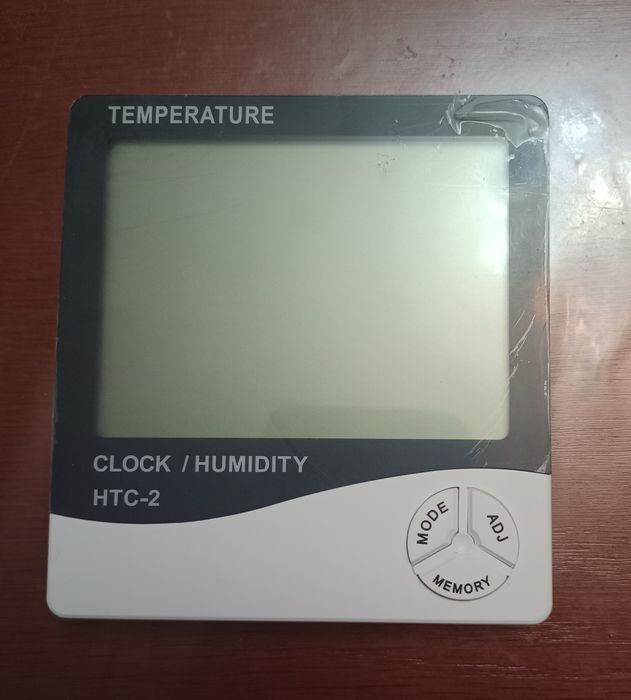 TEMPERATURE
CLOCK / HUMIDITY
HTC-2
MODE
ADJ
MEMORY